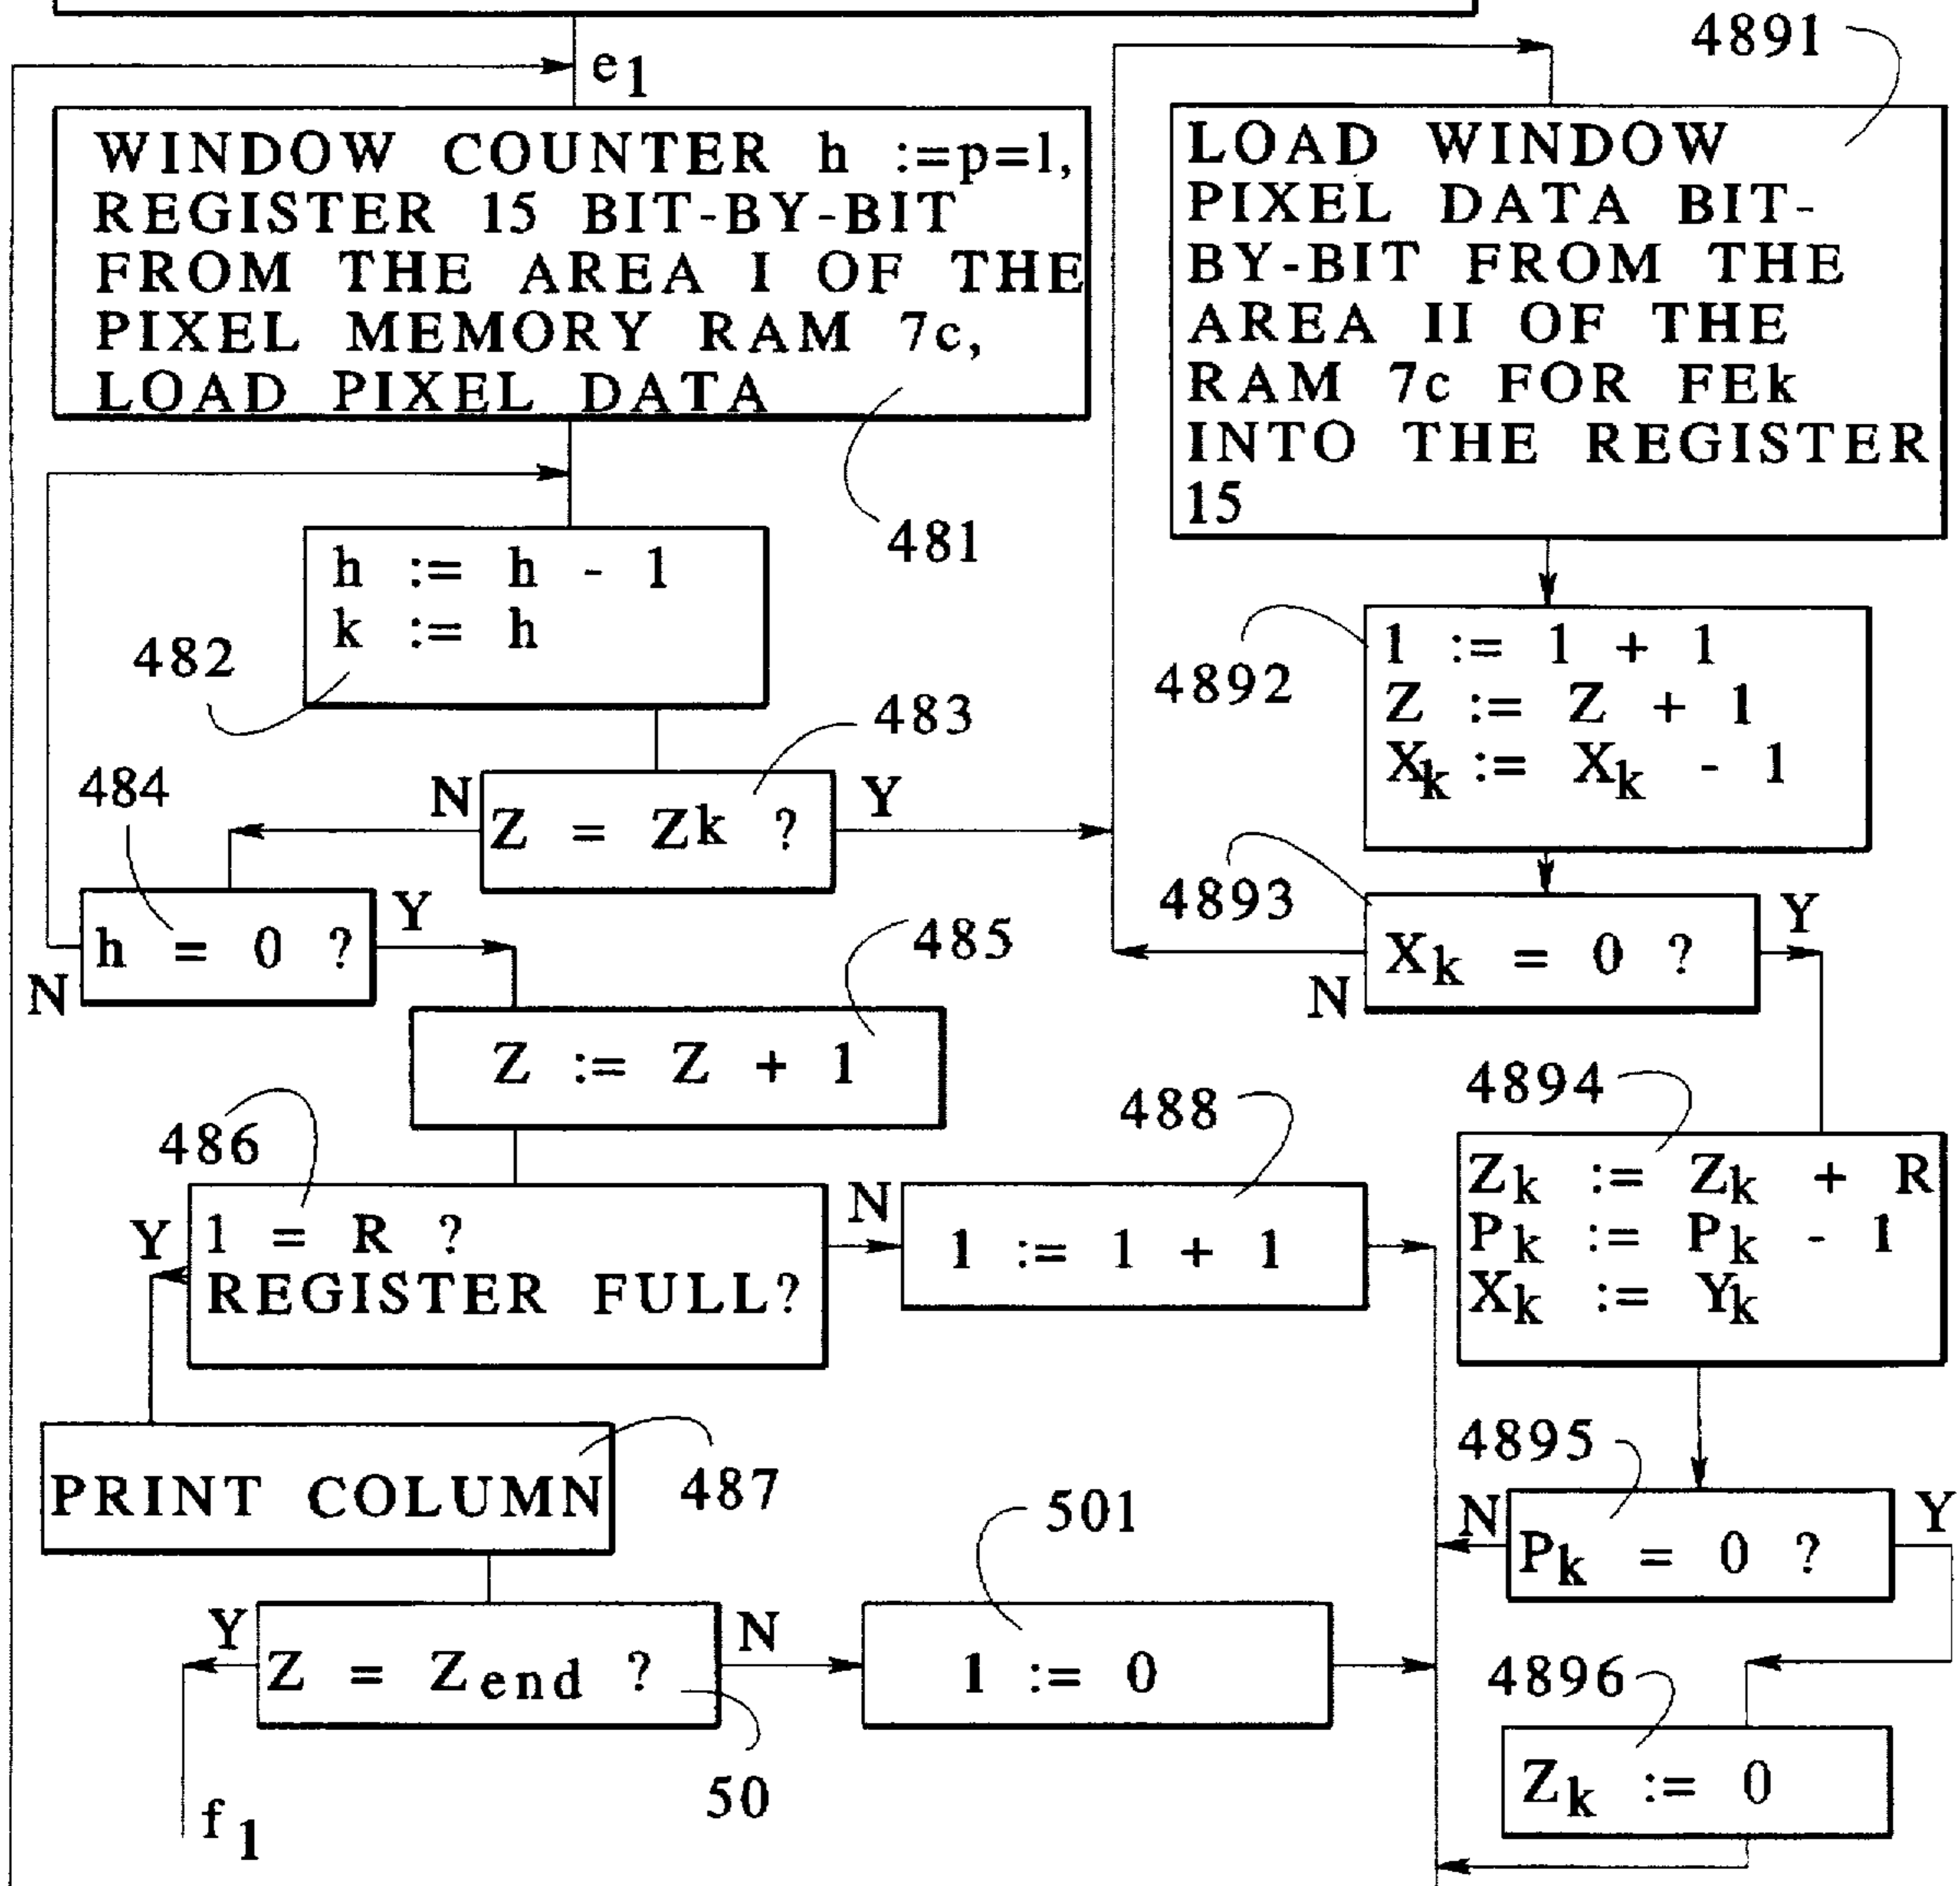 e1
WINDOW COUNTER h :=p=1,
REGISTER 15 BIT-BY-BIT
FROM THE AREA I OF THE
PIXEL MEMORY RAM 7c,
LOAD PIXEL DATA
481
h := h - 1
k := h
482
483
N
Z = Zk ?
Y
484
h = 0 ?
Y
N
485
Z := Z + 1
486
Y
1 = R ?
REGISTER FULL?
N
488
1 := 1 + 1
PRINT COLUMN
487
Y
Z = Zend ?
N
50
501
1 := 0
f1
4891
LOAD WINDOW
PIXEL DATA BIT-
BY-BIT FROM THE
AREA II OF THE
RAM 7c FOR FEk
INTO THE REGISTER
15
4892
1 := 1 + 1
Z := Z + 1
Xk := Xk - 1
4893
Xk = 0 ?
Y
N
4894
Zk := Zk + R
Pk := Pk - 1
Xk := Yk
4895
N
Pk = 0 ?
Y
4896
Zk := 0